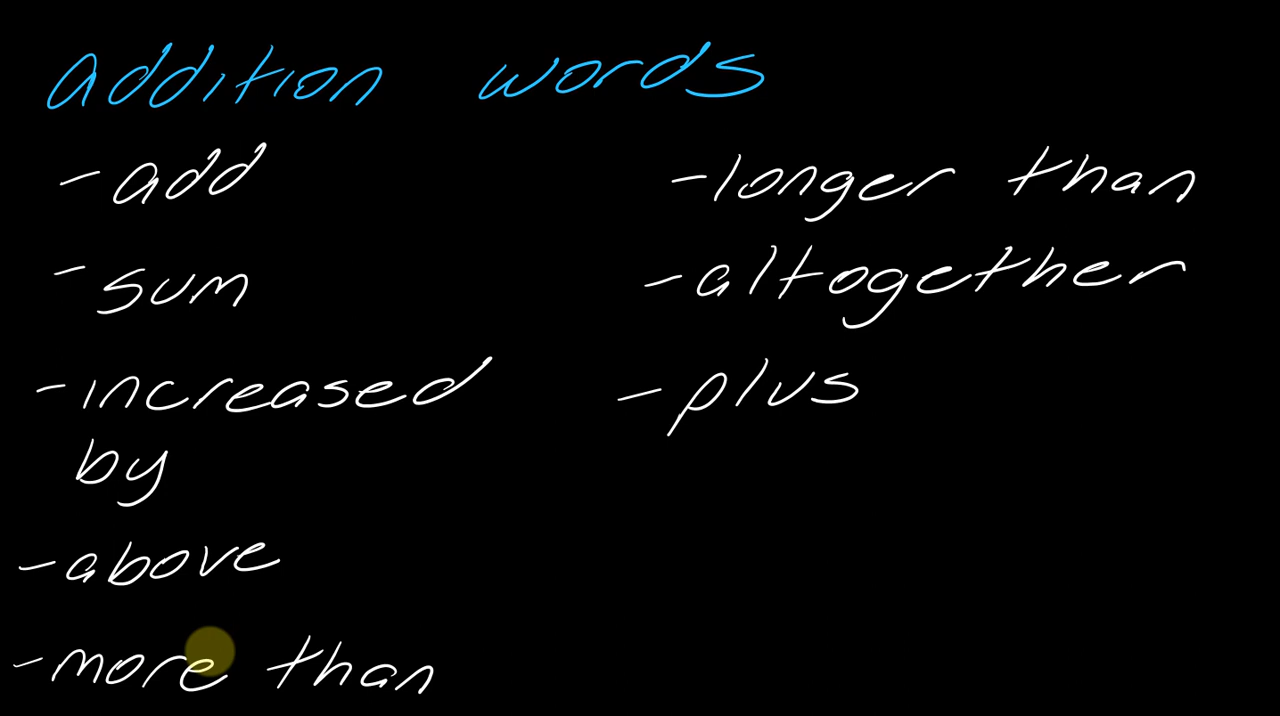 addition words
- add
- sum
- increased
by
- above
- more than
- longer than
- altogether
- plus